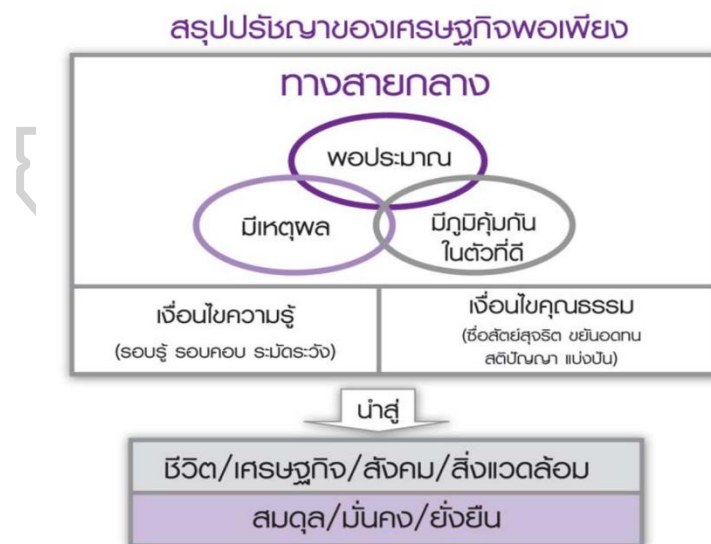 สรุปปรัชญาของเศรษฐกิจพอเพียง
ทางสายกลาง
พอประมาณ
มีเหตุผล
มีภูมิคุ้มกัน
ในตัวที่ดี
เงื่อนไขความรู้
(รอบรู้ รอบคอบ ระมัดระวัง)
เงื่อนไขคุณธรรม
(ซื่อสัตย์สุจริต ขยันอดทน
สติปัญญา แบ่งปัน)
นำสู่
ชีวิต/เศรษฐกิจ/สังคม/สิ่งแวดล้อม
สมดุล/มั่นคง/ยั่งยืน